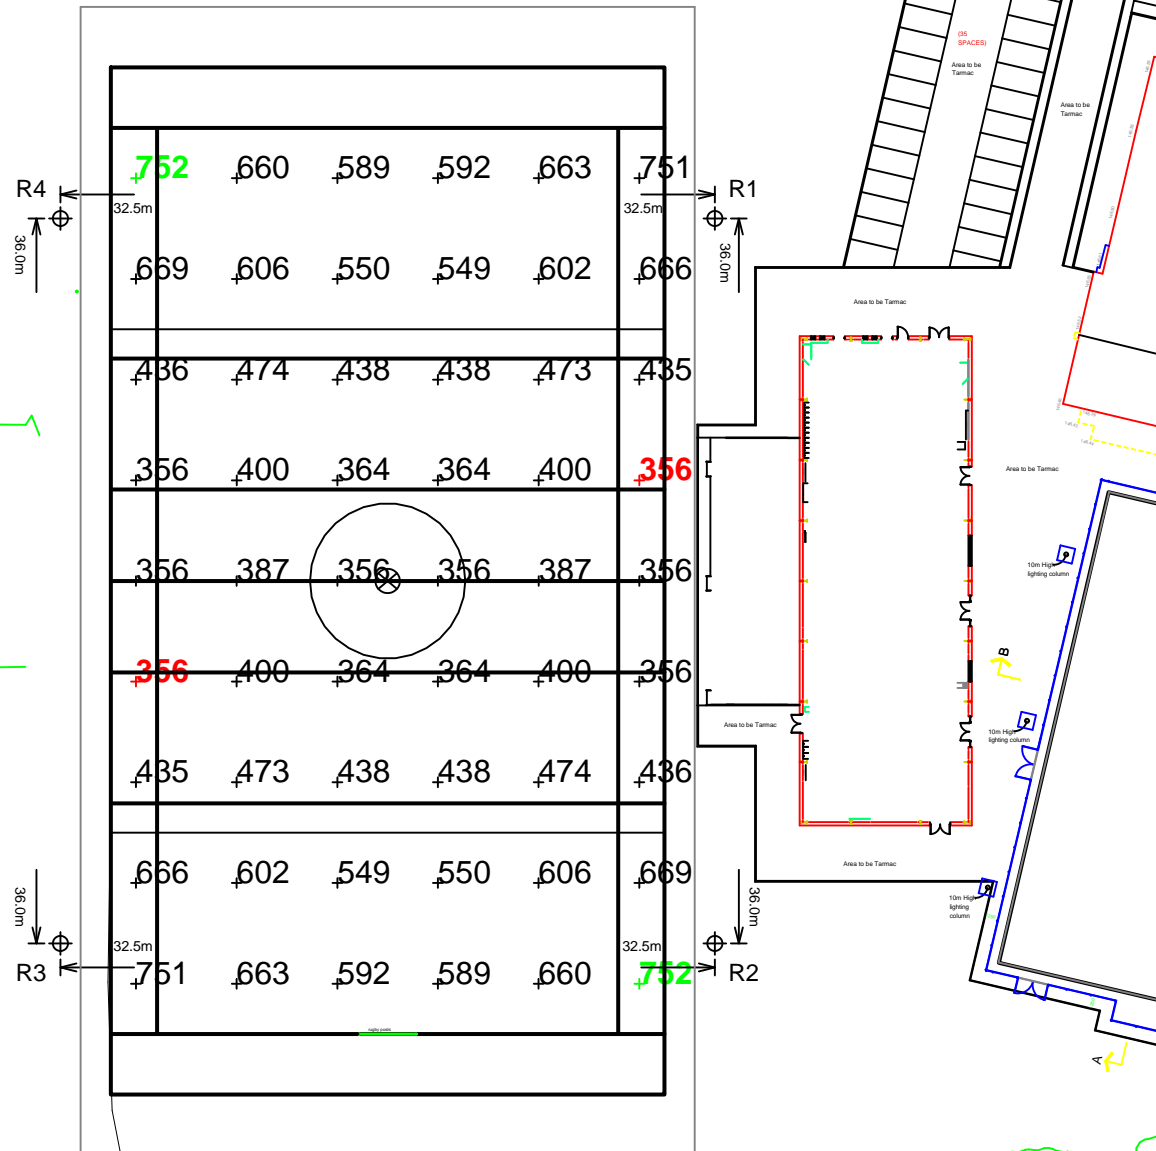 (35
SPACES)
Area to be
Tarmac
Area to be
Tarmac
752 660 589 592 663 751
R4 R1
32.5m 32.5m
36.0m 36.0m
669 606 550 549 602 666
Area to be Tarmac
436 474 438 438 473 435
356 400 364 364 400 356
Area to be Tarmac
356 387 356 356 387 356
10m High
lighting column
B
356 400 364 364 400 356
Area to be Tarmac
10m High
lighting column
435 473 438 438 474 436
Area to be Tarmac
666 602 549 550 606 669
10m High
lighting
column
36.0m 36.0m
32.5m 32.5m
R3 R2
751 663 592 589 660 752
rugby posts
A